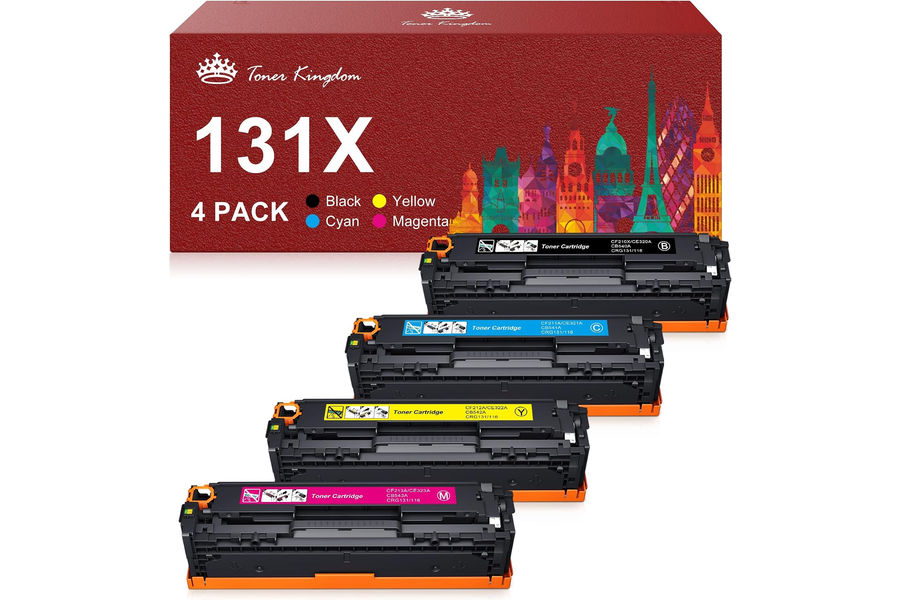 Toner Kingdom
Toner Kingdom
131X
4 PACK
Black
Yellow
Cyan
Magenta
Toner Cartridge
CF210X/CE320A
CB540A
CRG131/116
B
Toner Cartridge
CF211A/CE321A
CB541A
CRG131/116
C
Toner Cartridge
CF212A/CE322A
CB542A
CRG131/116
Y
Toner Cartridge
CF213A/CE323A
CB543A
CRG131/116
M